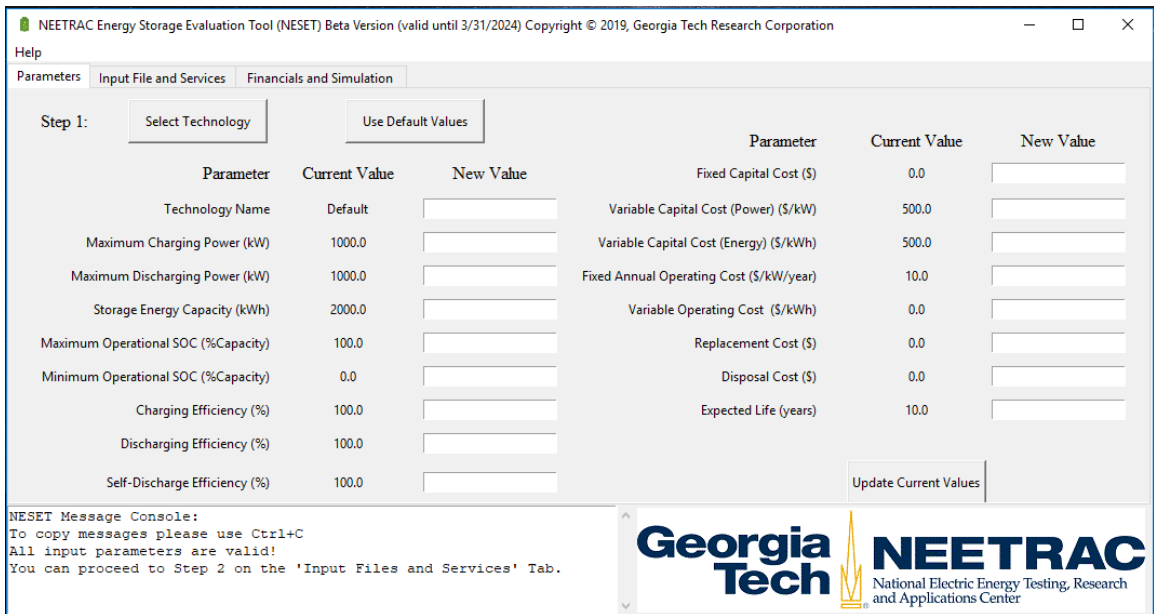 NEETRAC Energy Storage Evaluation Tool (NESET) Beta Version (valid until 3/31/2024) Copyright © 2019, Georgia Tech Research Corporation
Help
Parameters Input File and Services Financials and Simulation
Step 1: Select Technology Use Default Values
Parameter Current Value New Value
Technology Name Default
Maximum Charging Power (kW) 1000.0
Maximum Discharging Power (kW) 1000.0
Storage Energy Capacity (kWh) 2000.0
Maximum Operational SOC (%Capacity) 100.0
Minimum Operational SOC (%Capacity) 0.0
Charging Efficiency (%) 100.0
Discharging Efficiency (%) 100.0
Self-Discharge Efficiency (%) 100.0
Parameter Current Value New Value
Fixed Capital Cost ($) 0.0
Variable Capital Cost (Power) ($/kW) 500.0
Variable Capital Cost (Energy) ($/kWh) 500.0
Fixed Annual Operating Cost ($/kW/year) 10.0
Variable Operating Cost ($/kWh) 0.0
Replacement Cost ($) 0.0
Disposal Cost ($) 0.0
Expected Life (years) 10.0
Update Current Values
NESET Message Console:
To copy messages please use Ctrl+C
All input parameters are valid!
You can proceed to Step 2 on the 'Input Files and Services' Tab.
Georgia
Tech
®
NEETRAC
National Electric Energy Testing, Research
and Applications Center